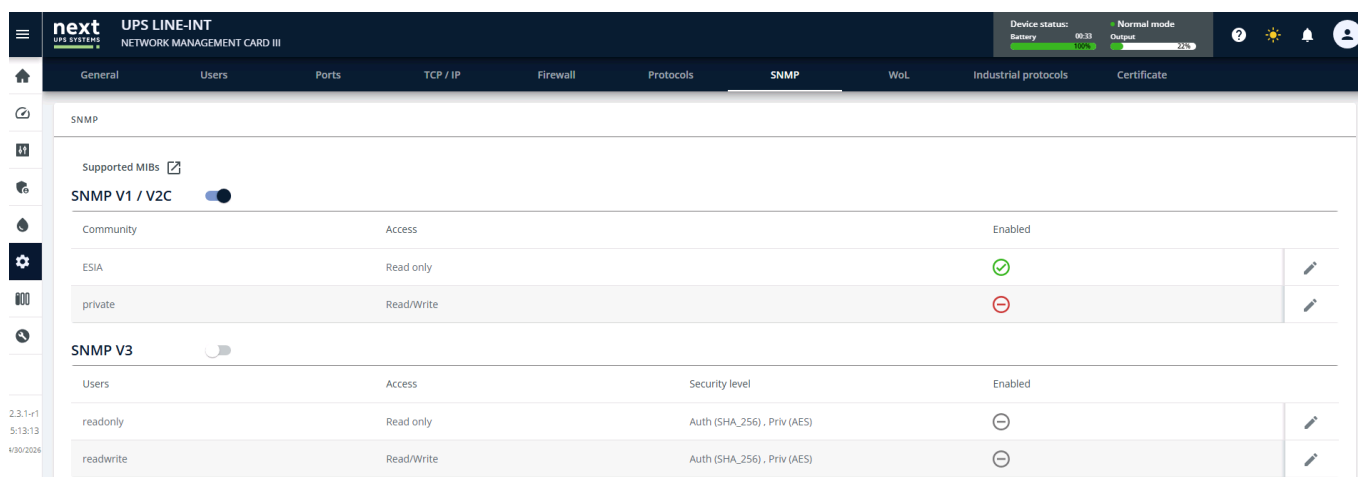 next
UPS SYSTEMS
UPS LINE-INT
NETWORK MANAGEMENT CARD III
Device status: Normal mode
Battery 00:33 Output
100% 22%
General Users Ports TCP / IP Firewall Protocols SNMP WoL Industrial protocols Certificate
SNMP
Supported MIBs
SNMP V1 / V2C
Community Access Enabled
ESIA Read only
private Read/Write
SNMP V3
Users Access Security level Enabled
readonly Read only Auth (SHA_256) , Priv (AES)
readwrite Read/Write Auth (SHA_256) , Priv (AES)
2.3.1-r1
5:13:13
4/30/2026